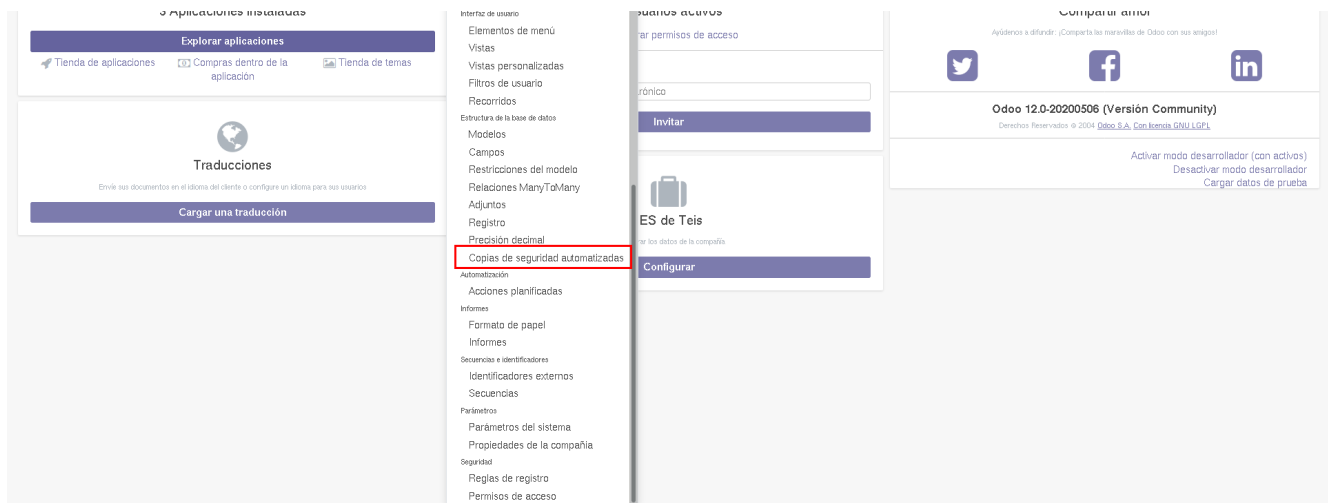 3 Aplicaciones instaladas
Explorar aplicaciones
Tienda de aplicaciones
Compras dentro de la
aplicación
Tienda de temas
Traducciones
Envíe sus documentos en el idioma del cliente o configure un idioma para sus usuarios
Cargar una traducción
Interfaz de usuario
Elementos de menú
Vistas
Vistas personalizadas
Filtros de usuario
Recorridos
Estructura de la base de datos
Modelos
Campos
Restricciones del modelo
Relaciones ManyToMany
Adjuntos
Registro
Precisión decimal
Copias de seguridad automatizadas
Automatización
Acciones planificadas
Informes
Formato de papel
Informes
Secuencias e identificadores
Identificadores externos
Secuencias
Parámetros
Parámetros del sistema
Propiedades de la compañía
Seguridad
Reglas de registro
Permisos de acceso
suarios activos
rar permisos de acceso
rónico
Invitar
ES de Teis
rar los datos de la compañía
Configurar
Compartir amor
Ayúdenos a difundir: ¡Comparta las maravillas de Odoo con sus amigos!
Odoo 12.0-20200506 (Versión Community)
Derechos Reservados © 2004 Odoo S.A. Con licencia GNU LGPL
Activar modo desarrollador (con activos)
Desactivar modo desarrollador
Cargar datos de prueba